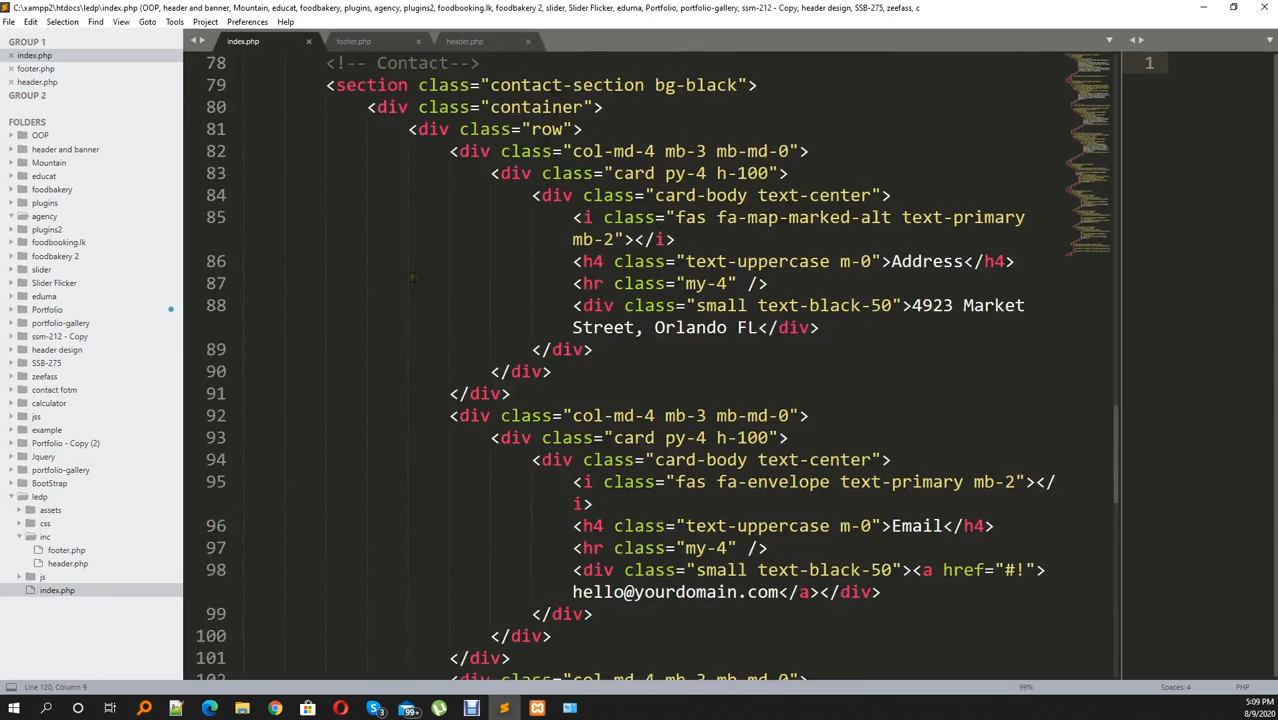 C:\xampp2\htdocs\ledp\index.php (OOP, header and banner, Mountain, educat, foodbakery, plugins, agency, plugins2, foodbooking.lk, foodbakery 2, slider, Slider Flicker, eduma, Portfolio, portfolio-gallery, ssm-212 - Copy, header design, SSB-275, zeefass, c
File Edit Selection Find View Goto Tools Project Preferences Help
GROUP 1
index.php
footer.php
header.php
GROUP 2
FOLDERS
OOP
header and banner
Mountain
educat
foodbakery
plugins
agency
plugins2
foodbooking.lk
foodbakery 2
slider
Slider Flicker
eduma
Portfolio
portfolio-gallery
ssm-212 - Copy
header design
SSB-275
zeefass
contact fotm
calculator
jss
example
Portfolio - Copy (2)
Jquery
portfolio-gallery
BootStrap
ledp
assets
css
inc
footer.php
header.php
js
index.php
index.php footer.php header.php
78 <!-- Contact-->
79 <section class="contact-section bg-black">
80 <div class="container">
81 <div class="row">
82 <div class="col-md-4 mb-3 mb-md-0">
83 <div class="card py-4 h-100">
84 <div class="card-body text-center">
85 <i class="fas fa-map-marked-alt text-primary
mb-2"></i>
86 <h4 class="text-uppercase m-0">Address</h4>
87 <hr class="my-4" />
88 <div class="small text-black-50">4923 Market
Street, Orlando FL</div>
89 </div>
90 </div>
91 </div>
92 <div class="col-md-4 mb-3 mb-md-0">
93 <div class="card py-4 h-100">
94 <div class="card-body text-center">
95 <i class="fas fa-envelope text-primary mb-2"></
i>
96 <h4 class="text-uppercase m-0">Email</h4>
97 <hr class="my-4" />
98 <div class="small text-black-50"><a href="#!">
hello@yourdomain.com</a></div>
99 </div>
100 </div>
101 </div>
102 <div class="col-md-4 mb-3 mb-md-0">
1
Line 120, Column 9
99% Spaces: 4 PHP
3
99+
5:09 PM
8/9/2020